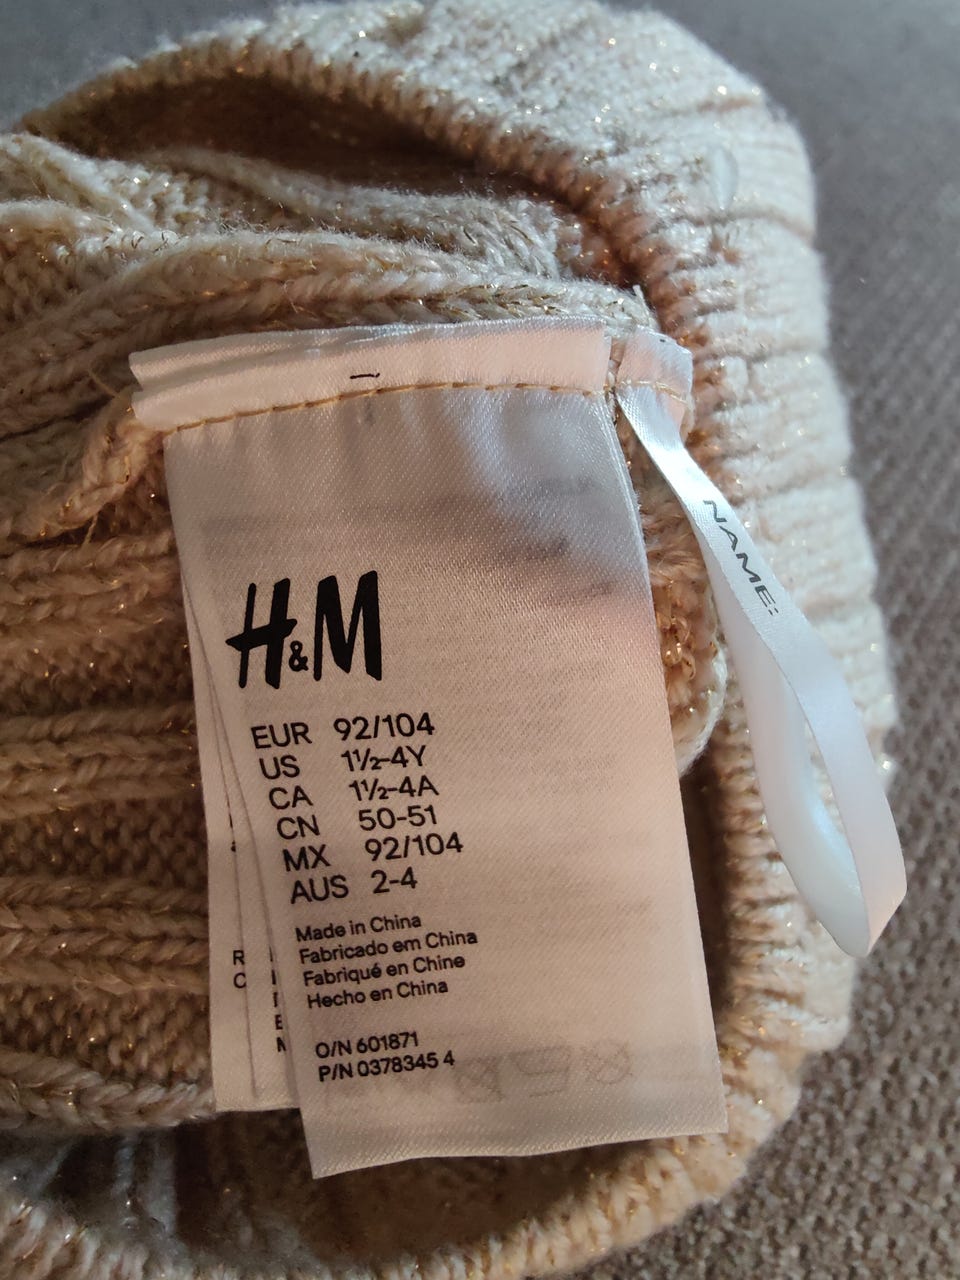 H&M
EUR 92/104
US 1½-4Y
CA 1½-4A
CN 50-51
MX 92/104
AUS 2-4
Made in China
Fabricado em China
Fabriqué en Chine
Hecho en China
O/N 601871
P/N 0378345 4
NAME:
R
C
E
M